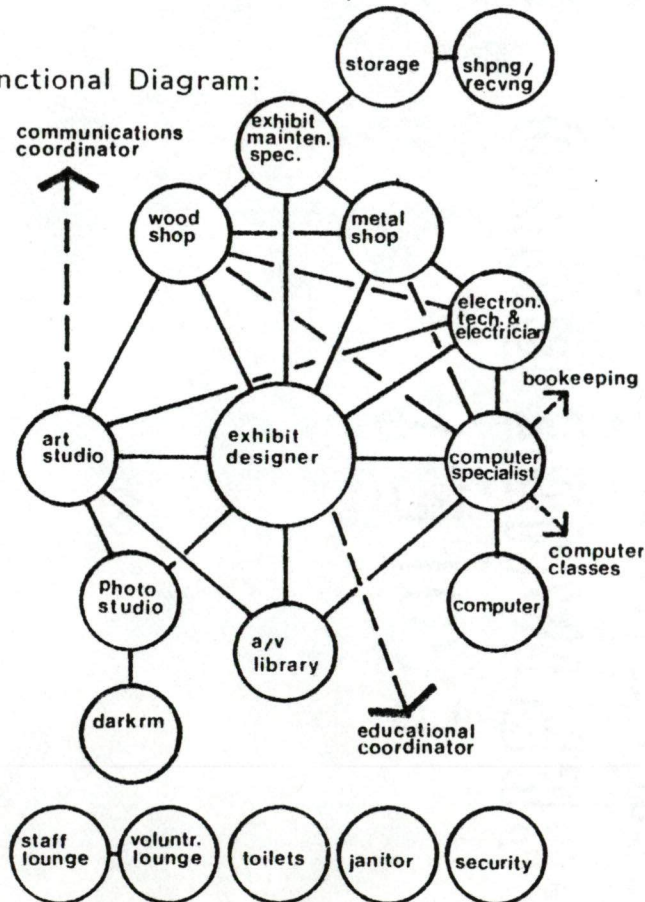 nctional Diagram:
storage
shpng/
recvng
communications
coordinator
exhibit
mainten.
spec.
wood
shop
metal
shop
electron.
tech. &
electrician
bookeeping
art
studio
exhibit
designer
computer
specialist
computer
classes
Photo
studio
a/v
library
computer
darkrm
educational
coordinator
staff
lounge
voluntr.
lounge
toilets
janitor
security